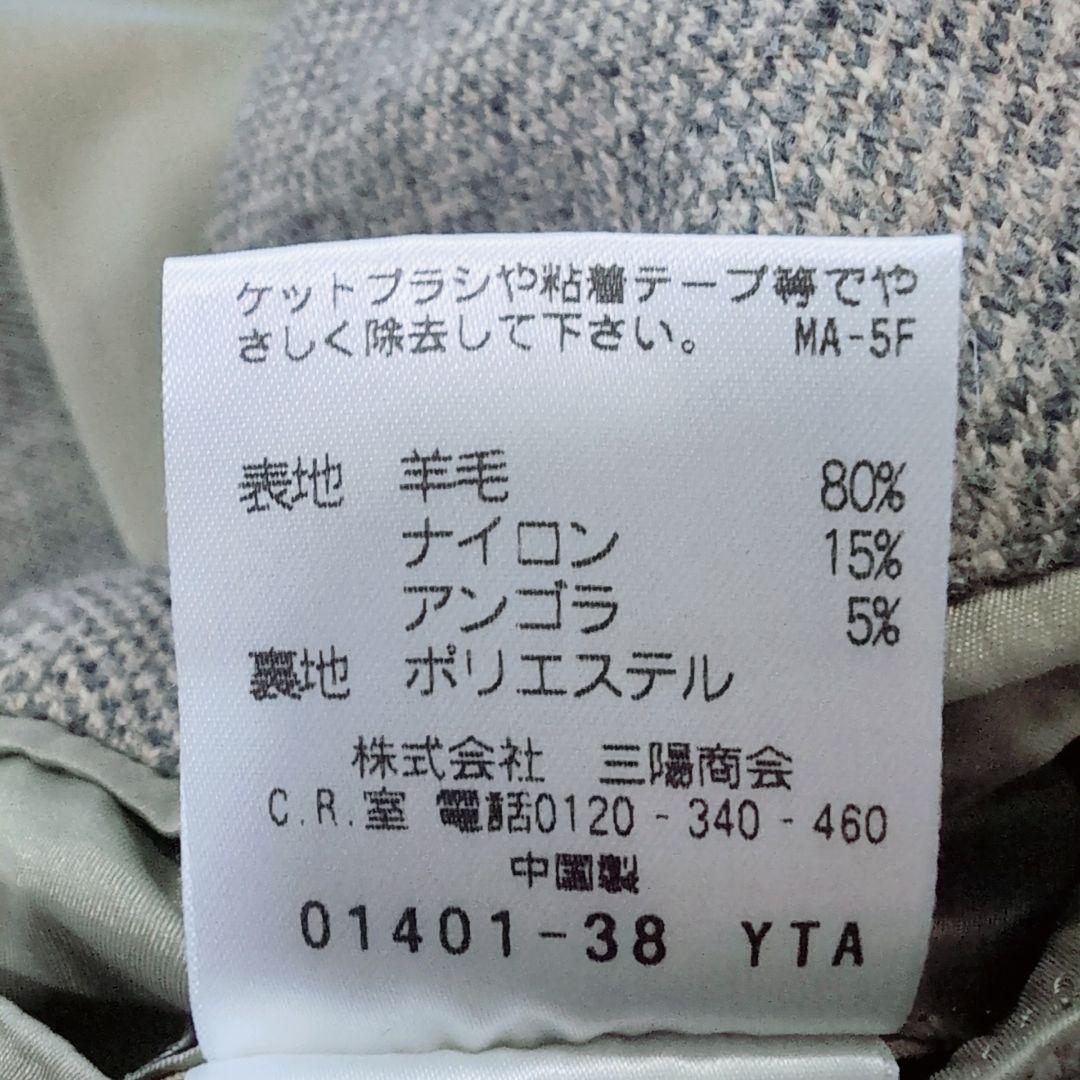 ケットブラシや粘着テープ等でや
さしく除去して下さい。 MA-5F
表地 羊毛 80%
ナイロン 15%
アンゴラ 5%
裏地 ポリエステル
株式会社 三陽商会
C.R.室 電話0120-340-460
中国製
01401-38 YTA